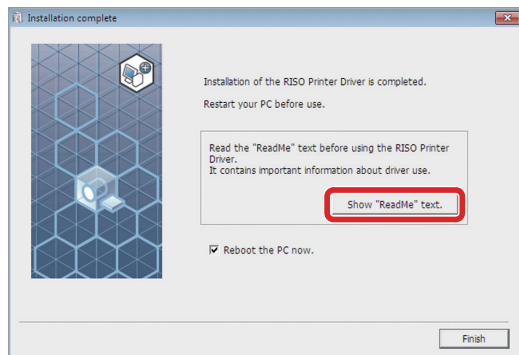 Installation complete
Installation of the RISO Printer Driver is completed.
Restart your PC before use.
Read the "ReadMe" text before using the RISO Printer
Driver.
It contains important information about driver use.
Show "ReadMe" text.
Reboot the PC now.
Finish